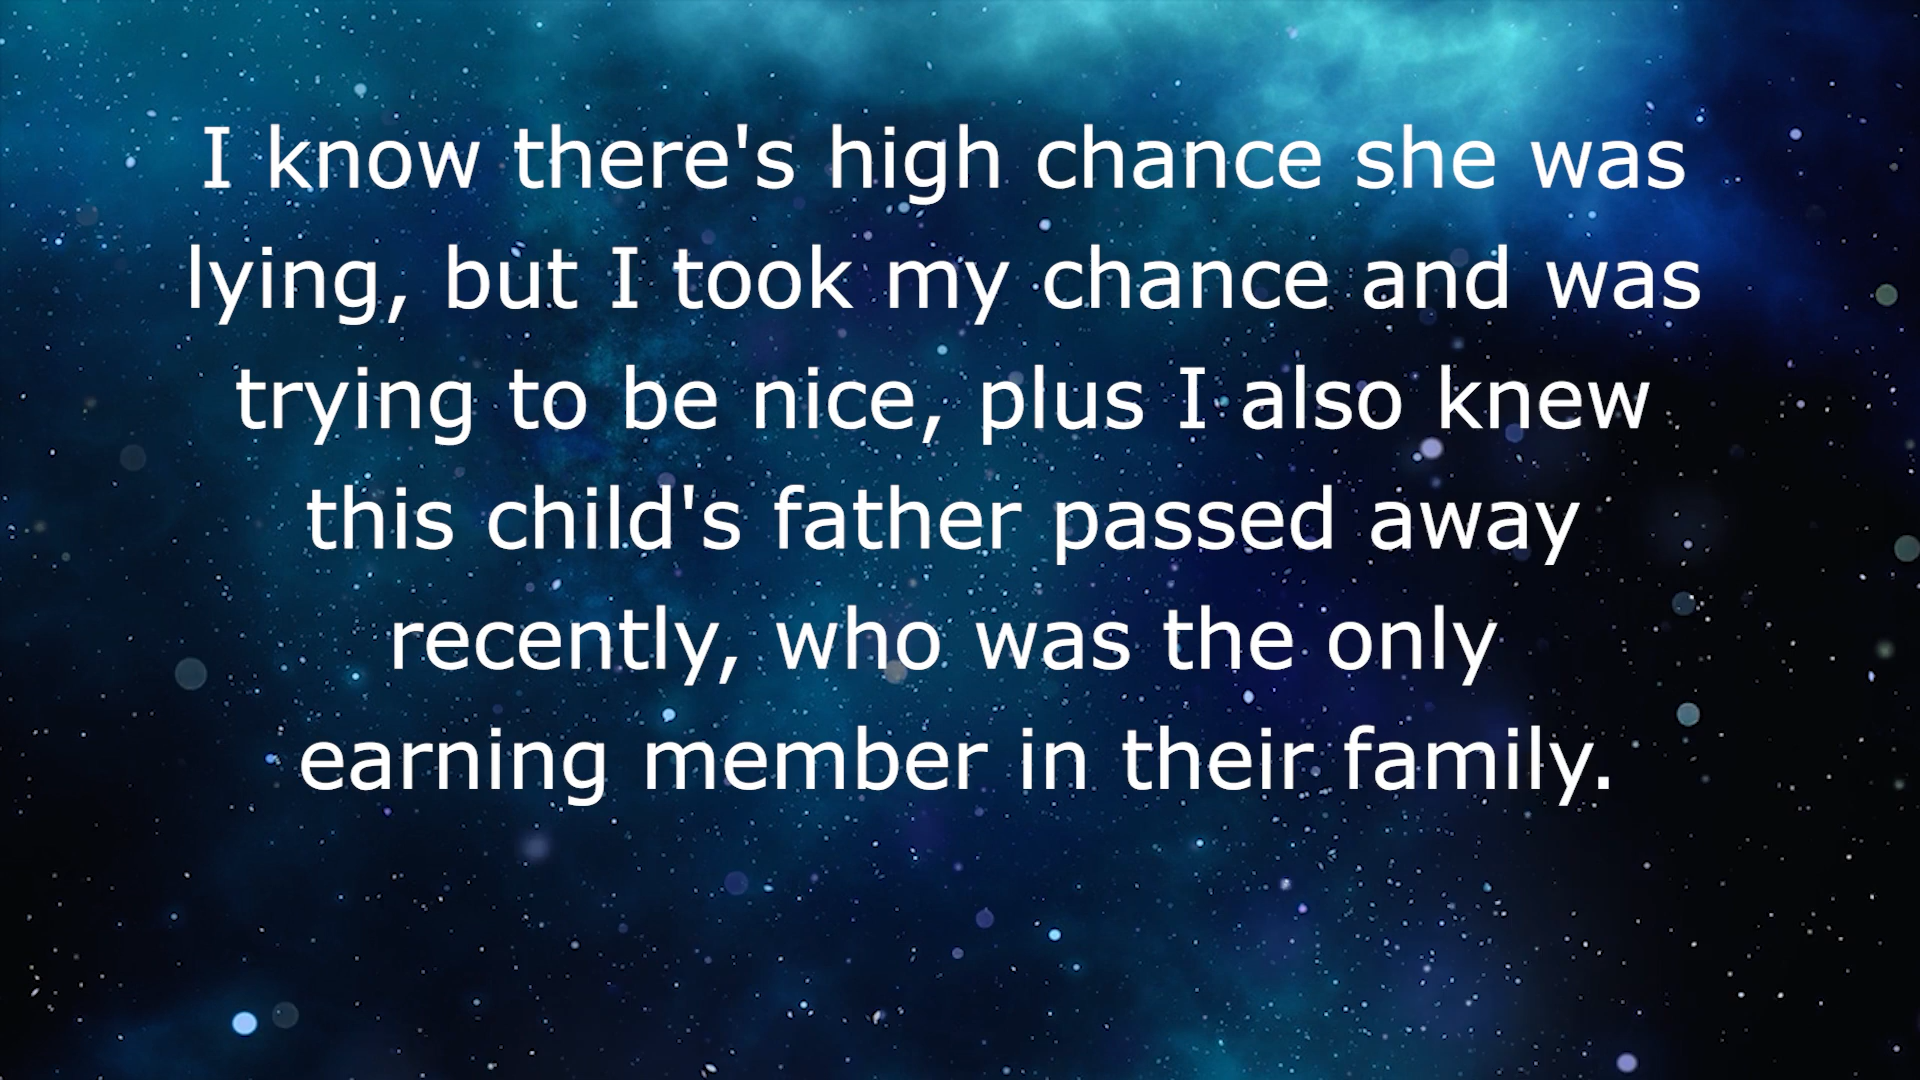 I know there's high chance she was
lying, but I took my chance and was
trying to be nice, plus I also knew
this child's father passed away
recently, who was the only
earning member in their family.